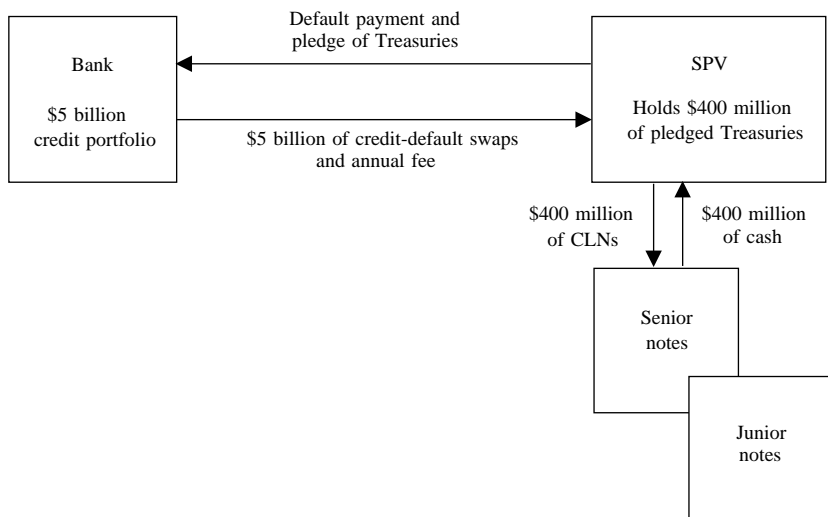 Default payment and
pledge of Treasuries
Bank
$5 billion
credit portfolio
SPV
Holds $400 million
of pledged Treasuries
$5 billion of credit-default swaps
and annual fee
$400 million
of CLNs
$400 million
of cash
Senior
notes
Junior
notes